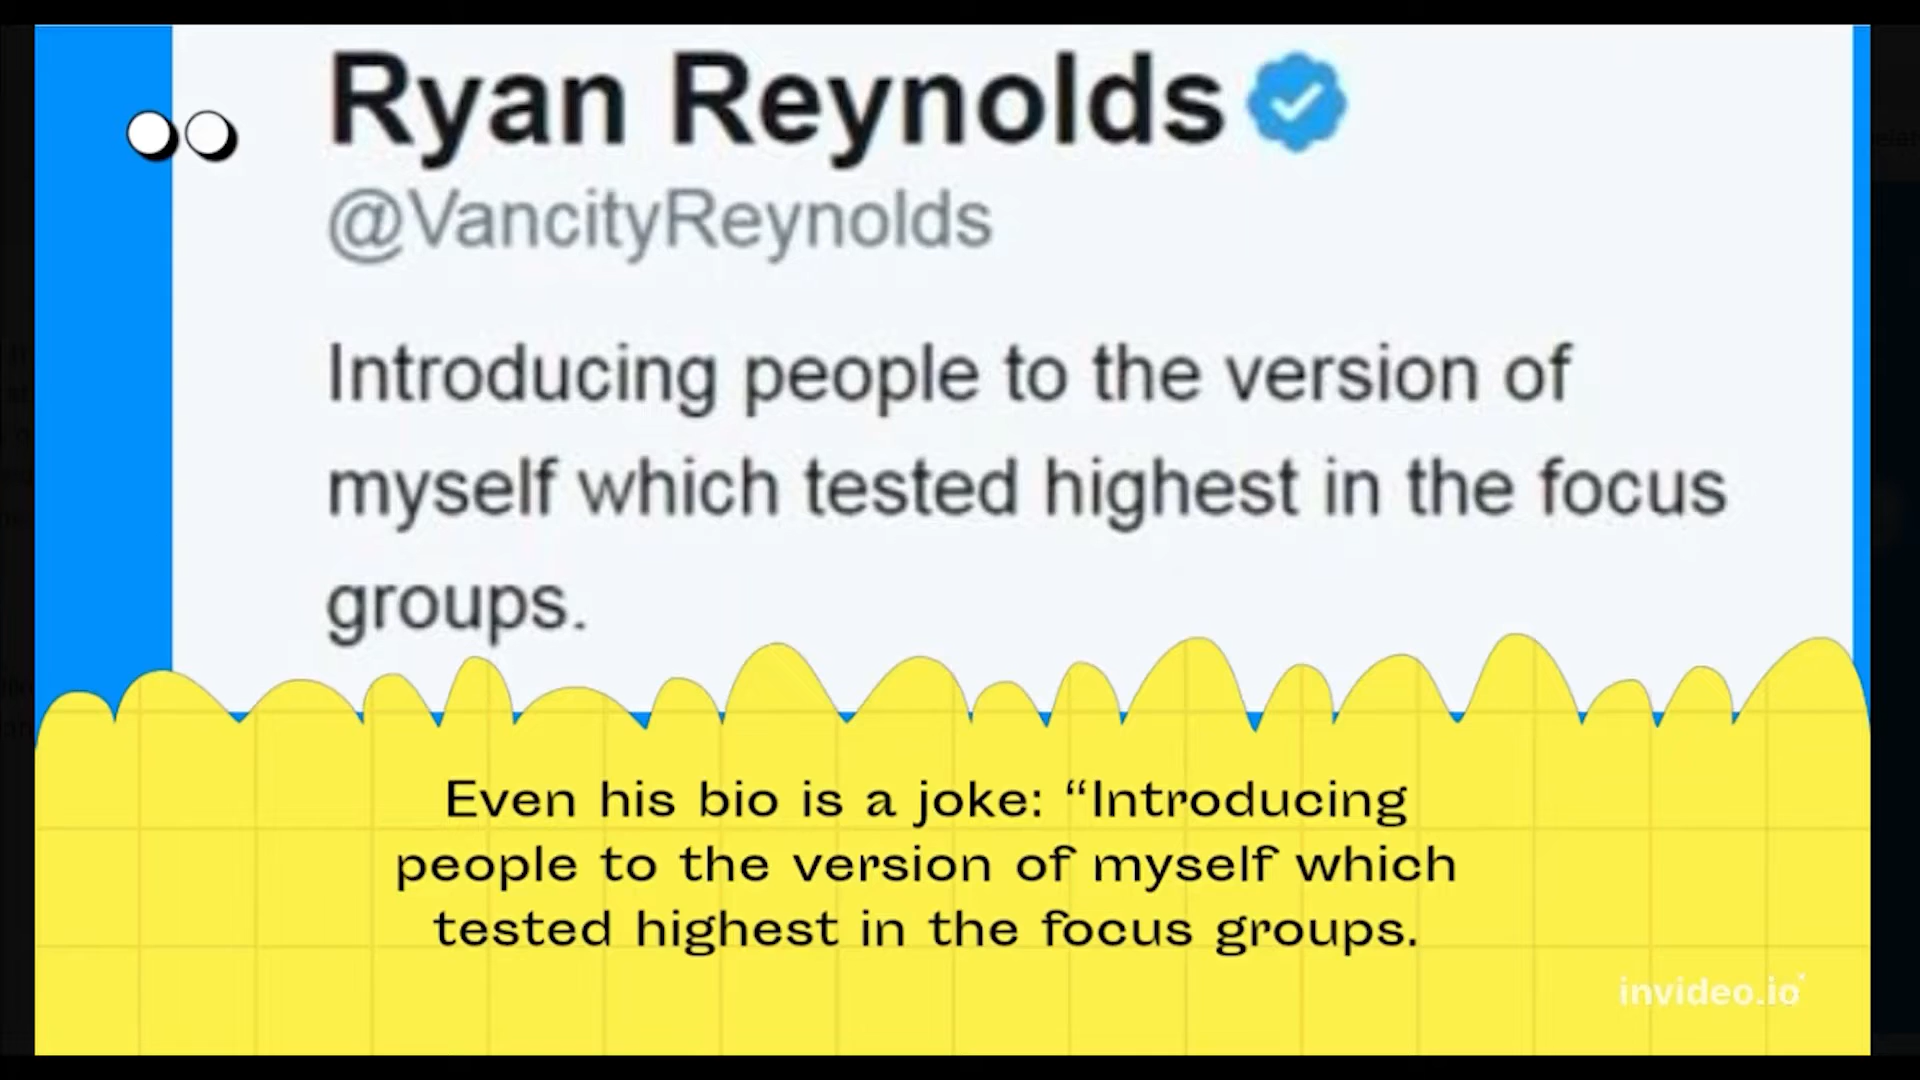 Ryan Reynolds
@VancityReynolds
Introducing people to the version of
myself which tested highest in the focus
groups.
Even his bio is a joke: “Introducing
people to the version of myself which
tested highest in the focus groups.
invideo.io